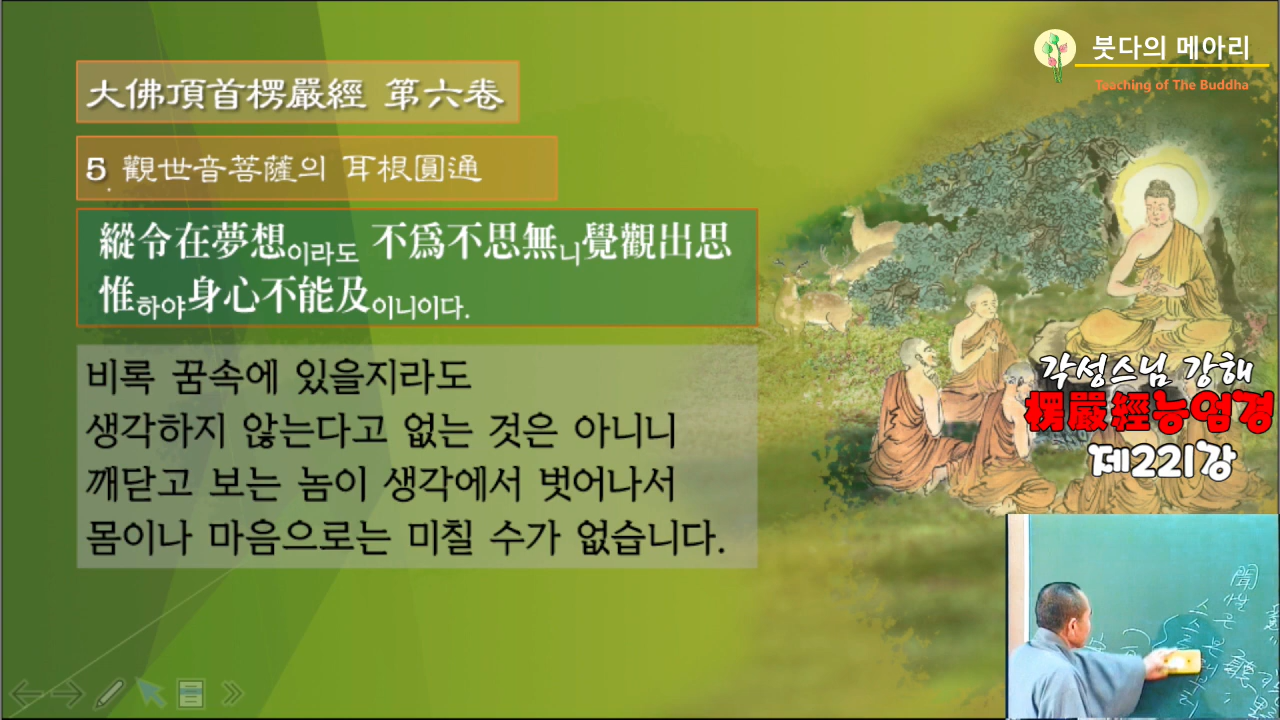 붓다의 메아리
Teaching of The Buddha
大佛頂首楞嚴經 第六卷
5. 觀世音菩薩의 耳根圓通
縱令在夢想이라도 不爲不思無니覺觀出思
惟하야身心不能及이니이다.
비록 꿈속에 있을지라도
생각하지 않는다고 없는 것은 아니니
깨닫고 보는 놈이 생각에서 벗어나서
몸이나 마음으로는 미칠 수가 없습니다.
각성스님 강해
楞嚴經능엄경
제221강
聞